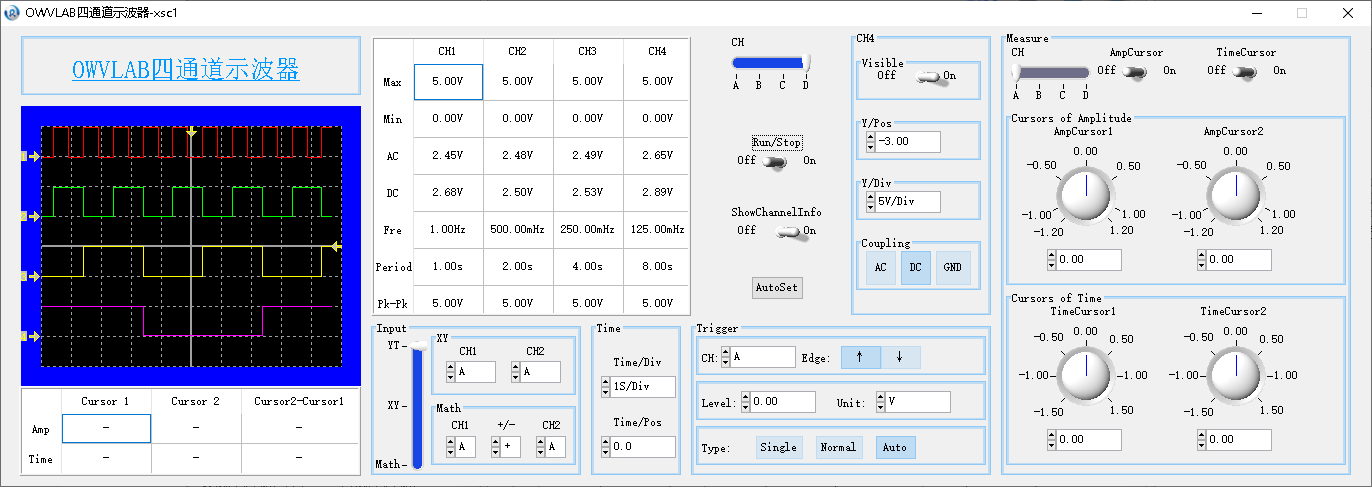 OWVLAB四通道示波器-xsc1
OWVLAB四通道示波器
CH1 CH2 CH3 CH4
Max 5.00V 5.00V 5.00V 5.00V
Min 0.00V 0.00V 0.00V 0.00V
AC 2.45V 2.48V 2.49V 2.65V
DC 2.68V 2.50V 2.53V 2.89V
Fre 1.00Hz 500.00mHz 250.00mHz 125.00mHz
Period 1.00s 2.00s 4.00s 8.00s
Pk-Pk 5.00V 5.00V 5.00V 5.00V
Cursor 1 Cursor 2 Cursor2-Cursor1
Amp - - -
Time - - -
Input
YT
XY
Math
XY
CH1 CH2
A A
Math
CH1 +/- CH2
A + A
Time
Time/Div
1S/Div
Time/Pos
0.0
CH
A B C D
Run/Stop
Off On
ShowChannelInfo
Off On
AutoSet
CH4
Visible
Off On
Y/Pos
-3.00
Y/Div
5V/Div
Coupling
AC DC GND
Trigger
CH: A Edge: ↑ ↓
Level: 0.00 Unit: V
Type: Single Normal Auto
Measure
CH AmpCursor TimeCursor
Off On Off On
A B C D
Cursors of Amplitude
AmpCursor1 AmpCursor2
0.00 0.00
-0.50 0.50 -0.50 0.50
-1.00 1.00 -1.00 1.00
-1.20 1.20 -1.20 1.20
0.00 0.00
Cursors of Time
TimeCursor1 TimeCursor2
0.00 0.00
-0.50 0.50 -0.50 0.50
-1.00 1.00 -1.00 1.00
-1.50 1.50 -1.50 1.50
0.00 0.00